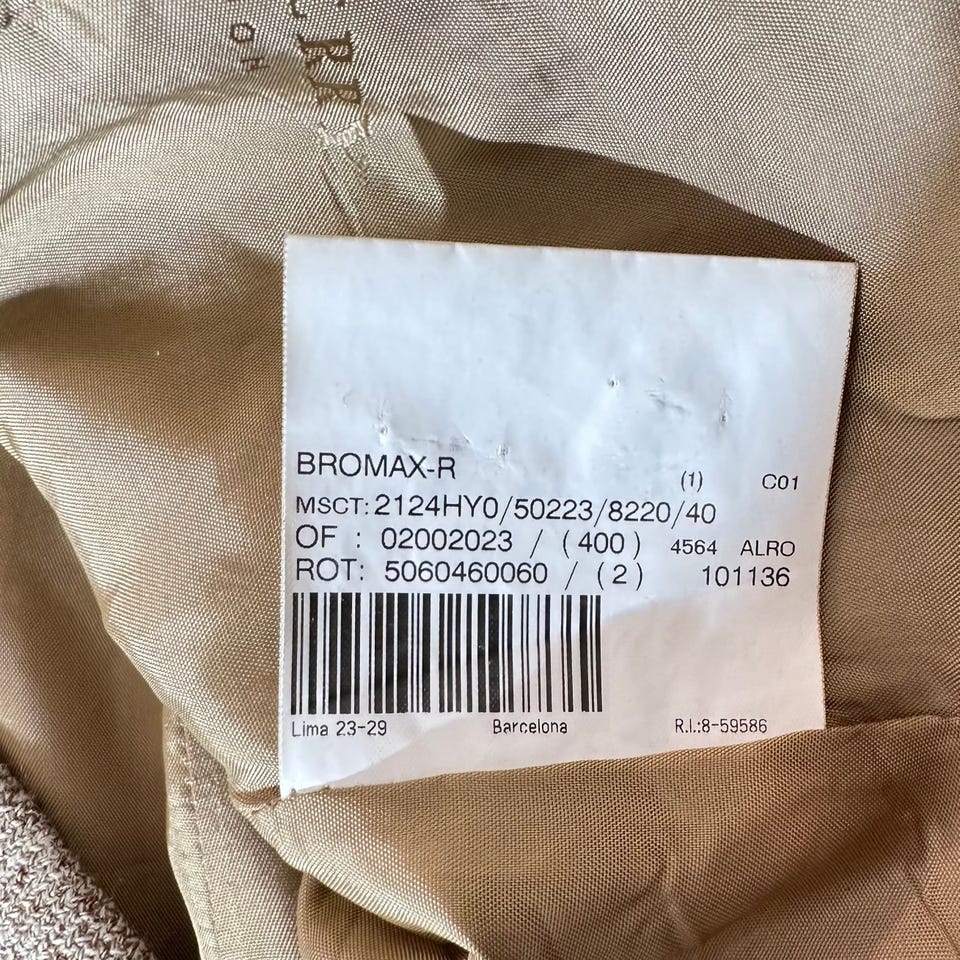 BROMAX-R
(1) C01
MSCT: 2124HY0/50223/8220/40
OF : 02002023 / (400) 4564 ALRO
ROT: 5060460060 / (2) 101136
Lima 23-29 Barcelona R.I.:8-59586